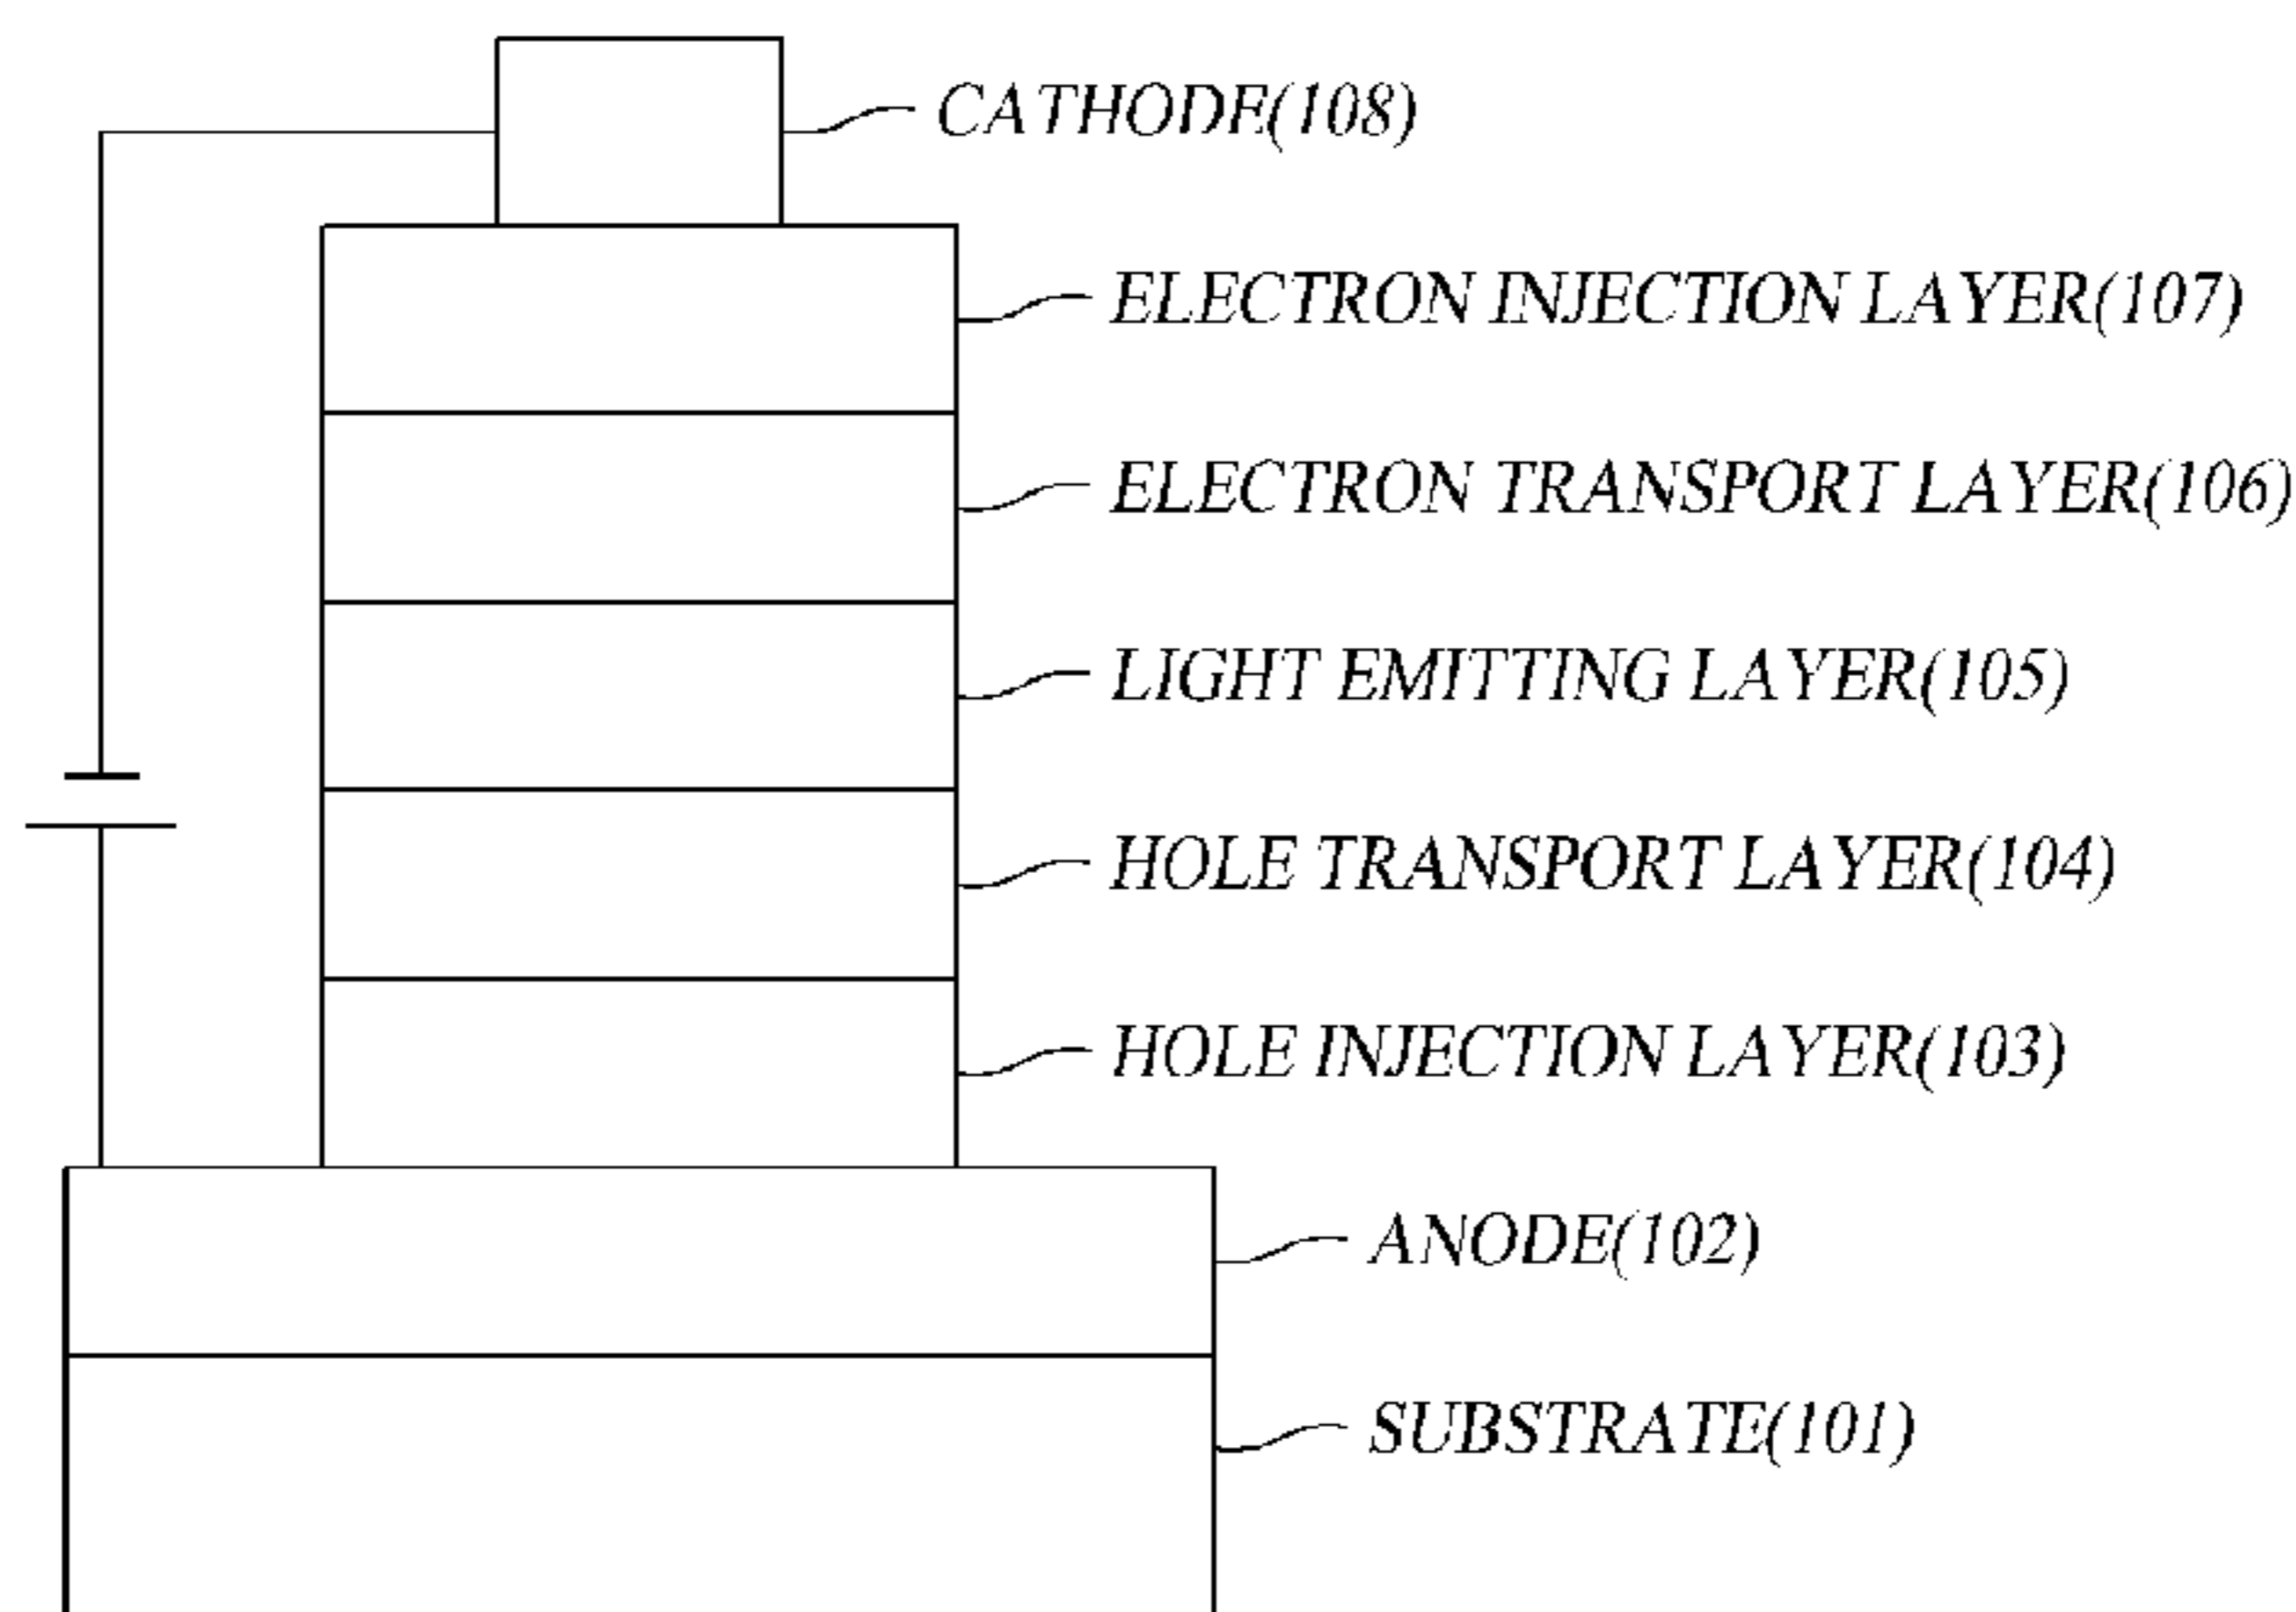 CATHODE(108)
ELECTRON INJECTION LAYER(107)
ELECTRON TRANSPORT LAYER(106)
LIGHT EMITTING LAYER(105)
HOLE TRANSPORT LAYER(104)
HOLE INJECTION LAYER(103)
ANODE(102)
SUBSTRATE(101)